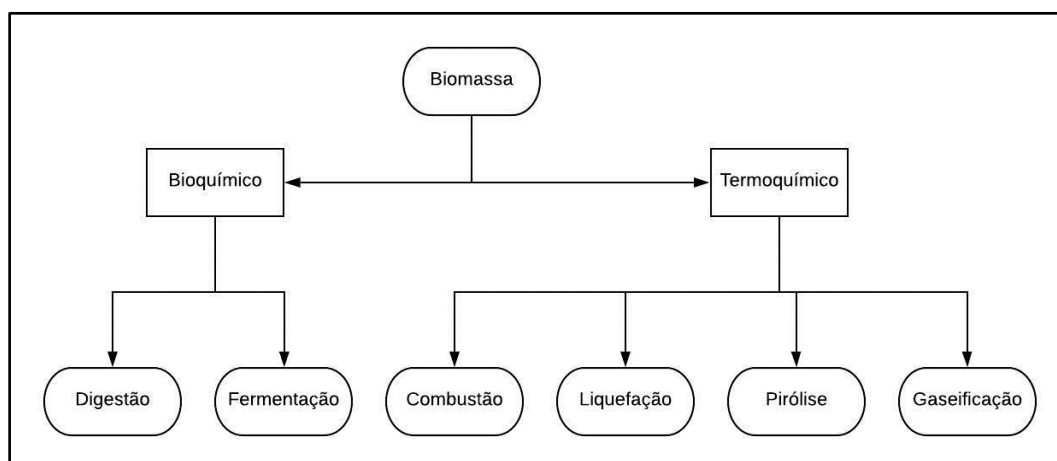 Biomassa
Bioquímico
Termoquímico
Digestão
Fermentação
Combustão
Liquefação
Pirólise
Gaseificação